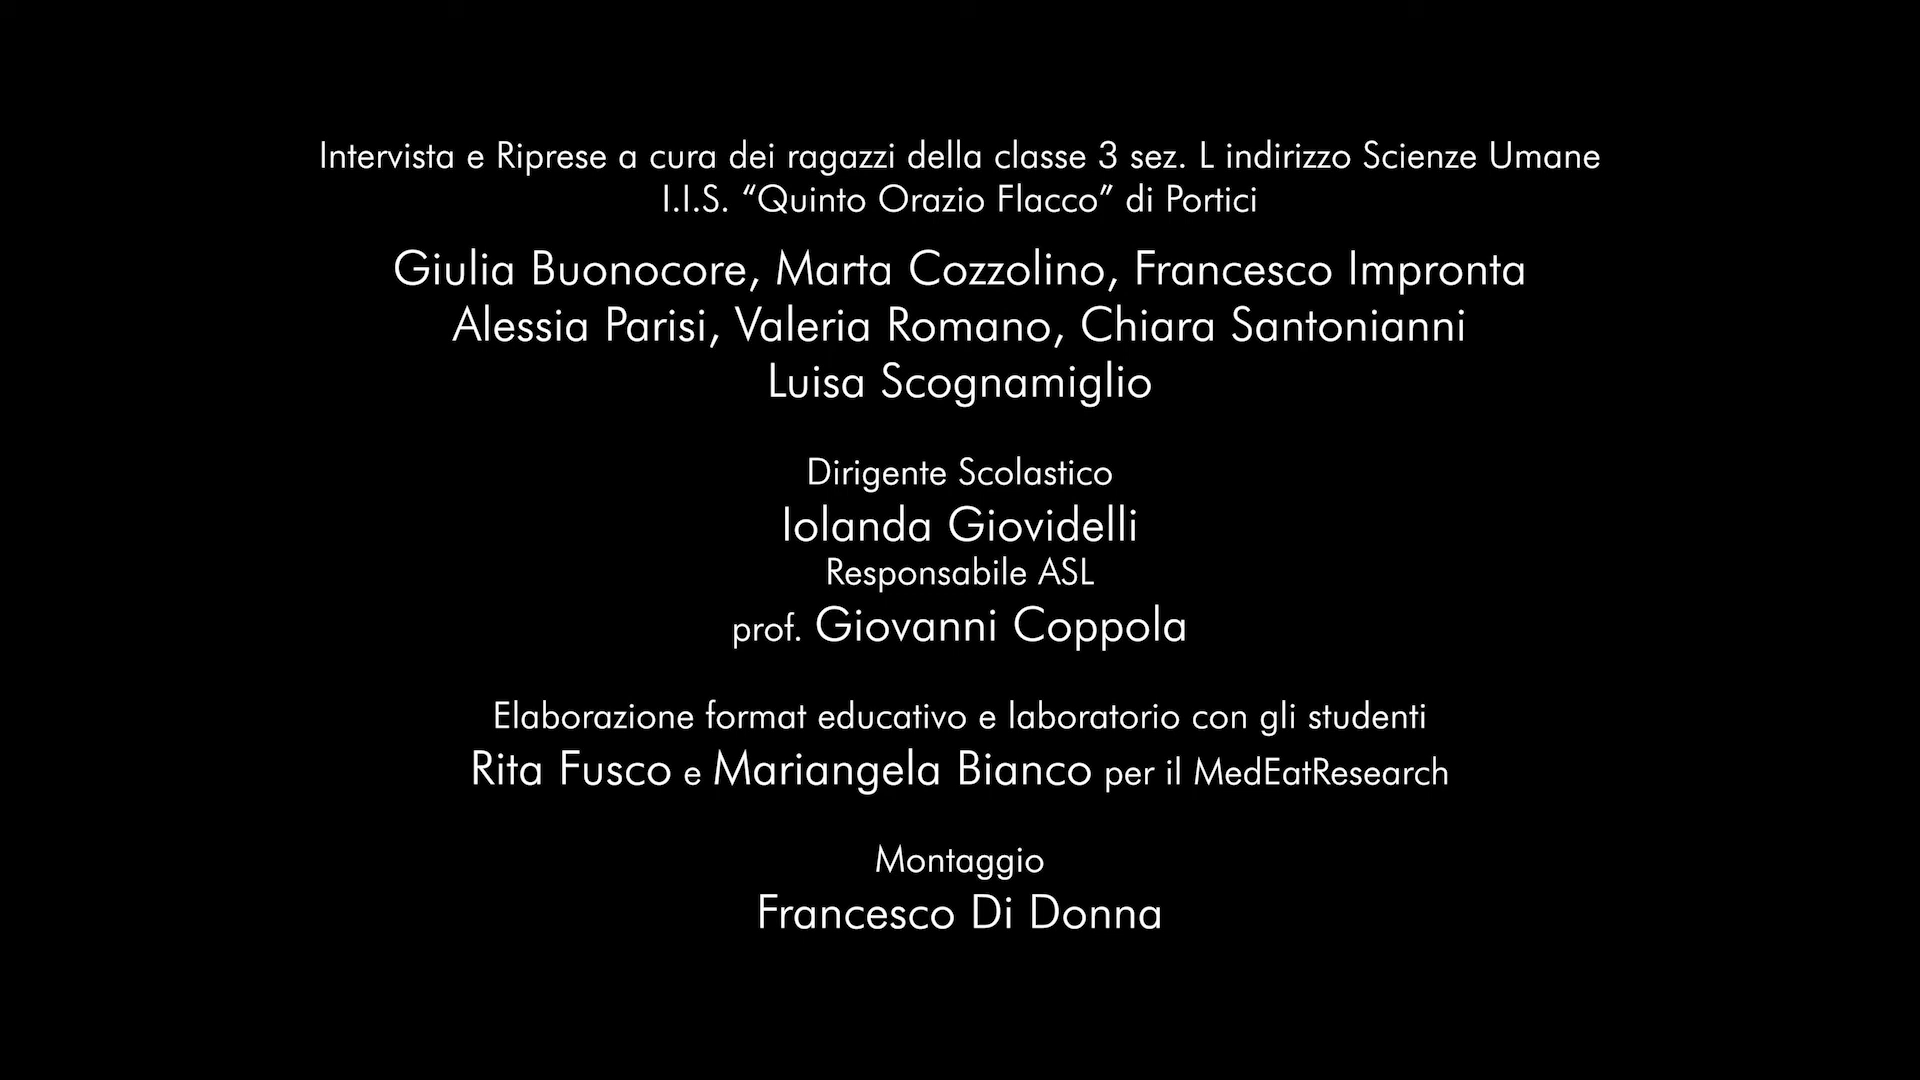 Intervista e Riprese a cura dei ragazzi della classe 3 sez. L indirizzo Scienze Umane
I.I.S. “Quinto Orazio Flacco” di Portici
Giulia Buonocore, Marta Cozzolino, Francesco Impronta
Alessia Parisi, Valeria Romano, Chiara Santonianni
Luisa Scognamiglio
Dirigente Scolastico
Iolanda Giovidelli
Responsabile ASL
prof. Giovanni Coppola
Elaborazione format educativo e laboratorio con gli studenti
Rita Fusco e Mariangela Bianco per il MedEatResearch
Montaggio
Francesco Di Donna